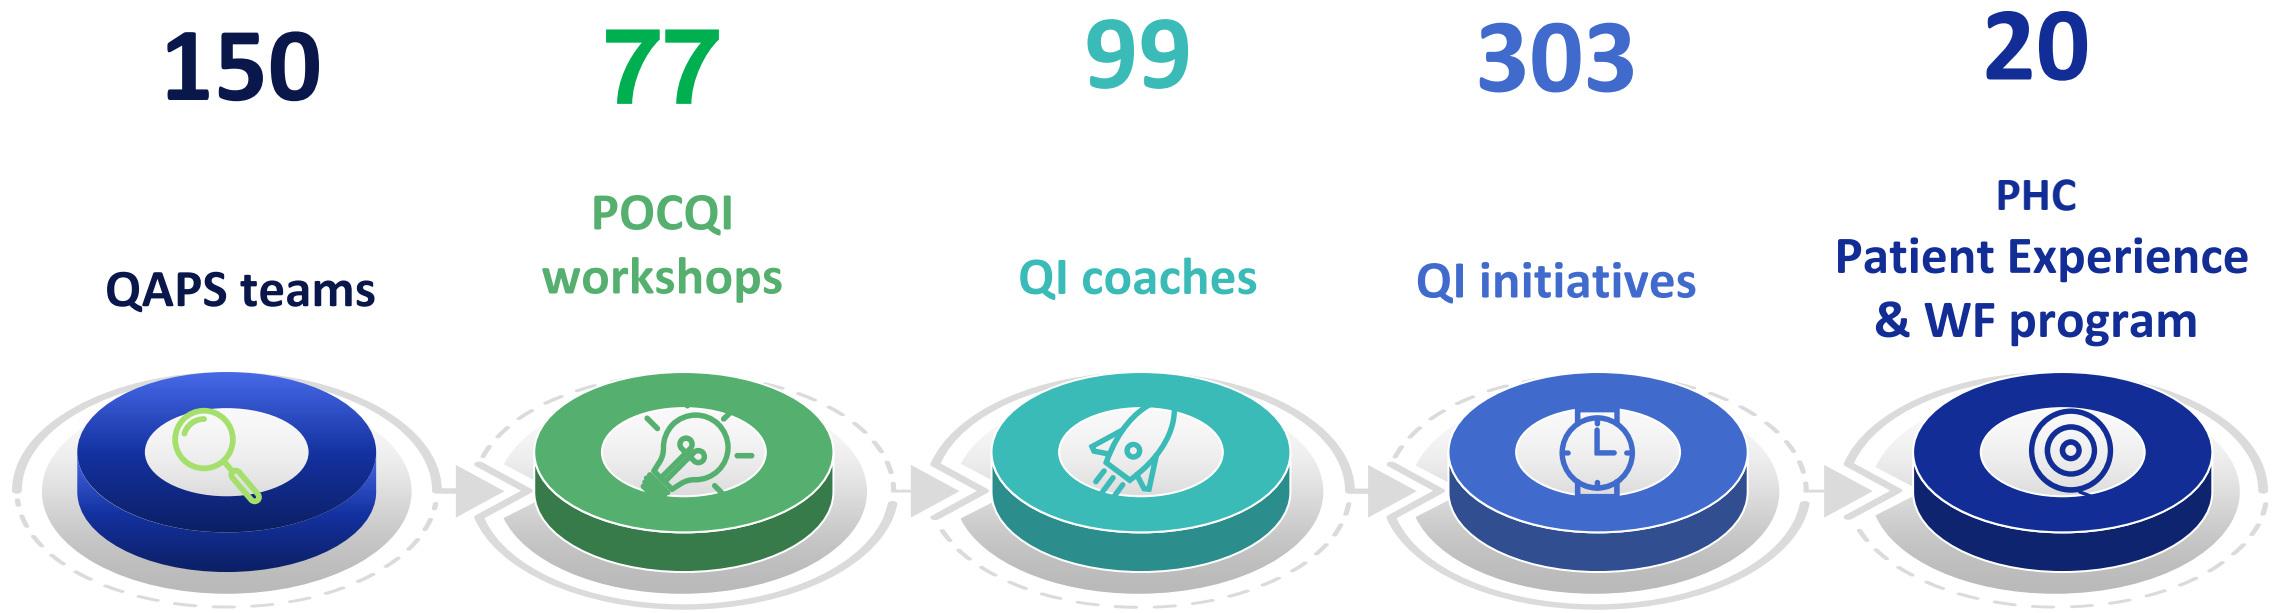 150
QAPS teams
77
POCQI
workshops
99
QI coaches
303
QI initiatives
20
PHC
Patient Experience
& WF program